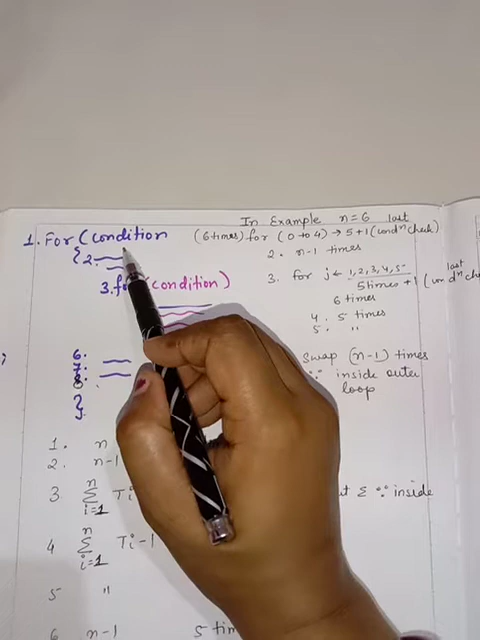 In Example n=6 last
1. For (condition (6 times) for (0 to 4) → 5+1 (condⁿ check)
{ 2. 2. n-1 times
3. for (condition) 3. for j ← 1,2,3,4,5
5 times + 1
6 times
4. 5 times
5. "
6. Swap (n-1) times
7. ∵ inside outer
8. loop
}
1. n
2. n-1
3 n Σ i=1 Ti Σ ∵ inside
4 n Σ i=1 Ti-1
5 "
6 n-1 5 tim